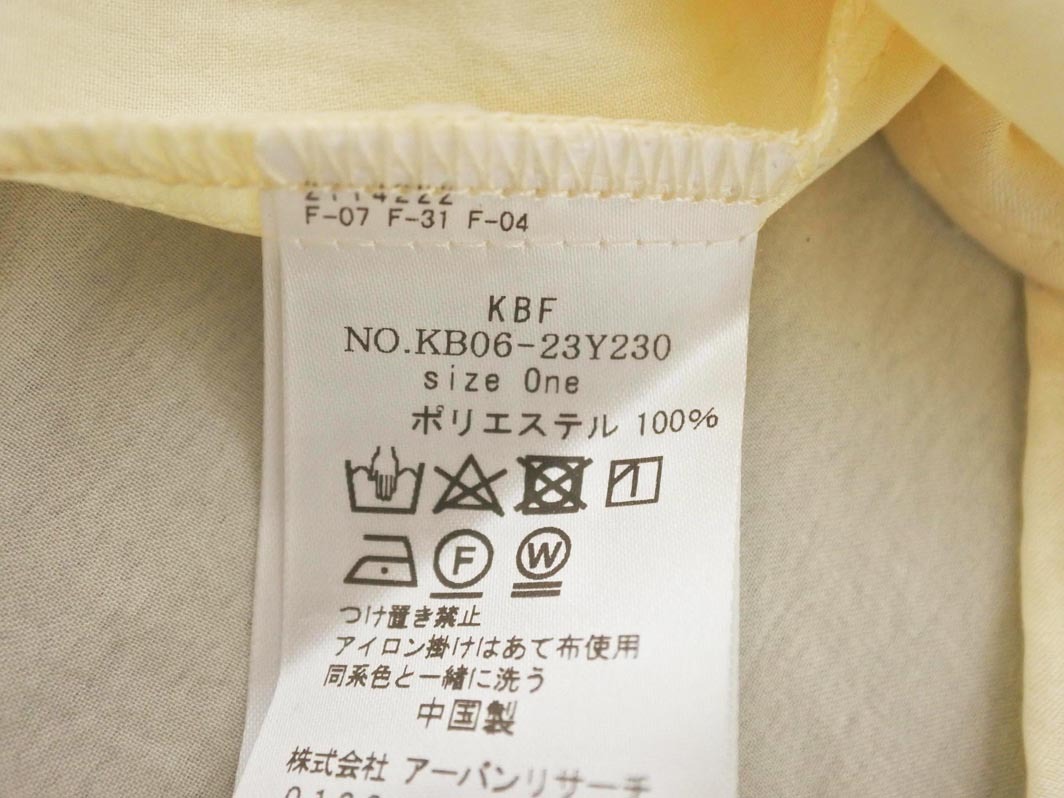 F-07 F-31 F-04
KBF
NO.KB06-23Y230
size One
ポリエステル 100%
F W
つけ置き禁止
アイロン掛けはあて布使用
同系色と一緒に洗う
中国製
株式会社 アーバンリサーチ